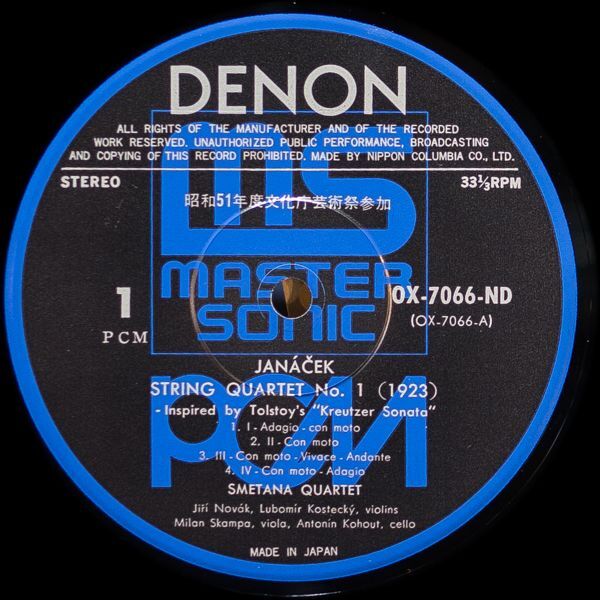 DENON
ALL RIGHTS OF THE MANUFACTURER AND OF THE RECORDED
WORK RESERVED. UNAUTHORIZED PUBLIC PERFORMANCE, BROADCASTING
AND COPYING OF THIS RECORD PROHIBITED. MADE BY NIPPON COLUMBIA CO., LTD.
STEREO 33⅓RPM
昭和51年度文化庁芸術祭参加
MS
MASTER
SONIC
1
PCM
OX-7066-ND
(OX-7066-A)
JANÁČEK
STRING QUARTET No. 1 (1923)
- Inspired by Tolstoy's "Kreutzer Sonata"
1. I - Adagio - con moto
2. II - Con moto
3. III - Con moto - Vivace - Andante
4. IV - Con moto - Adagio
PCM
SMETANA QUARTET
Jiří Novák, Lubomír Kostecký, violins
Milan Skampa, viola, Antonín Kohout, cello
MADE IN JAPAN